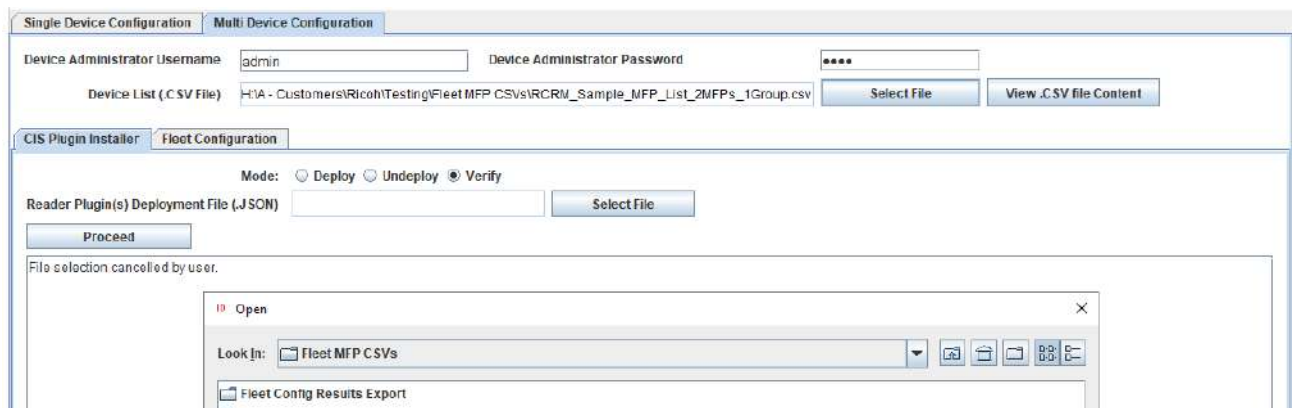 Single Device Configuration Multi Device Configuration
Device Administrator Username admin Device Administrator Password ••••
Device List (.CSV File) H:\A - Customers\Ricoh\Testing\Fleet MFP CSVs\RCRM_Sample_MFP_List_2MFPs_1Group.csv Select File View .CSV file Content
CIS Plugin Installer Fleet Configuration
Mode: Deploy Undeploy Verify
Reader Plugin(s) Deployment File (.JSON) Select File
Proceed
File selection cancelled by user.
ID Open
Look In: Fleet MFP CSVs
Fleet Config Results Export